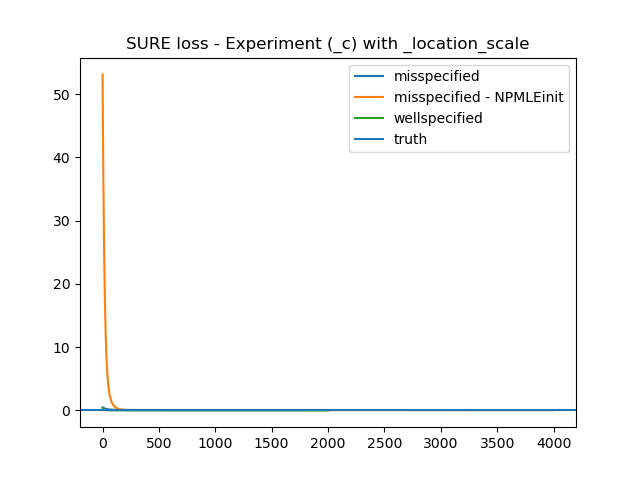 SURE loss - Experiment (_c) with _location_scale
misspecified
misspecified - NPMLEinit
wellspecified
truth
50
40
30
20
10
0
0 500 1000 1500 2000 2500 3000 3500 4000